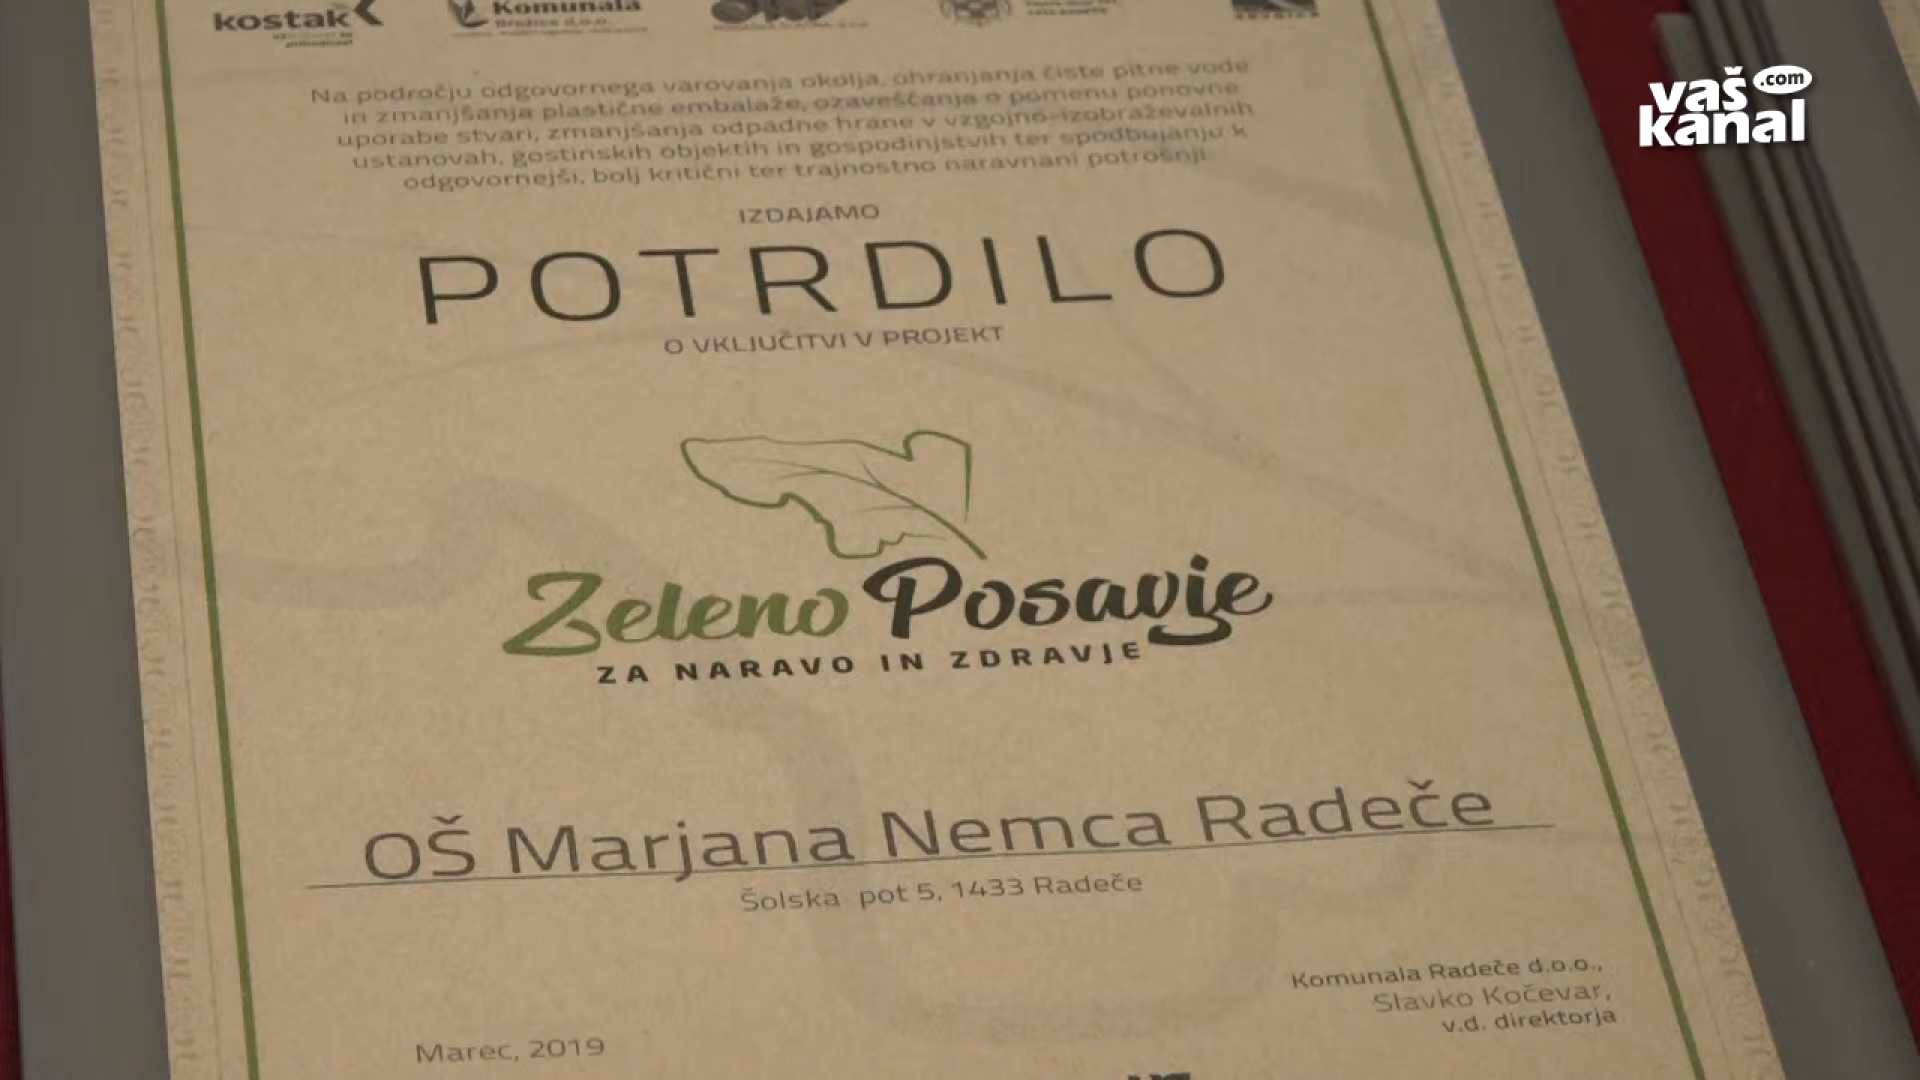 kostak
Komunala
Brežice d.o.o.
vaš
kanal
.com
Na področju odgovornega varovanja okolja, ohranjanja čiste pitne vode
in zmanjšanja plastične embalaže, ozaveščanja o pomenu ponovne
uporabe stvari, zmanjšanja odpadne hrane v vzgojno-izobraževalnih
ustanovah, gostinskih objektih in gospodinjstvih ter spodbujanju k
odgovornejši, bolj kritični ter trajnostno naravnani potrošnji
IZDAJAMO
POTRDILO
O VKLJUČITVI V PROJEKT
Zeleno Posavje
ZA NARAVO IN ZDRAVJE
OŠ Marjana Nemca Radeče
Šolska pot 5, 1433 Radeče
Komunala Radeče d.o.o.,
Slavko Kočevar,
v.d. direktorja
Marec, 2019